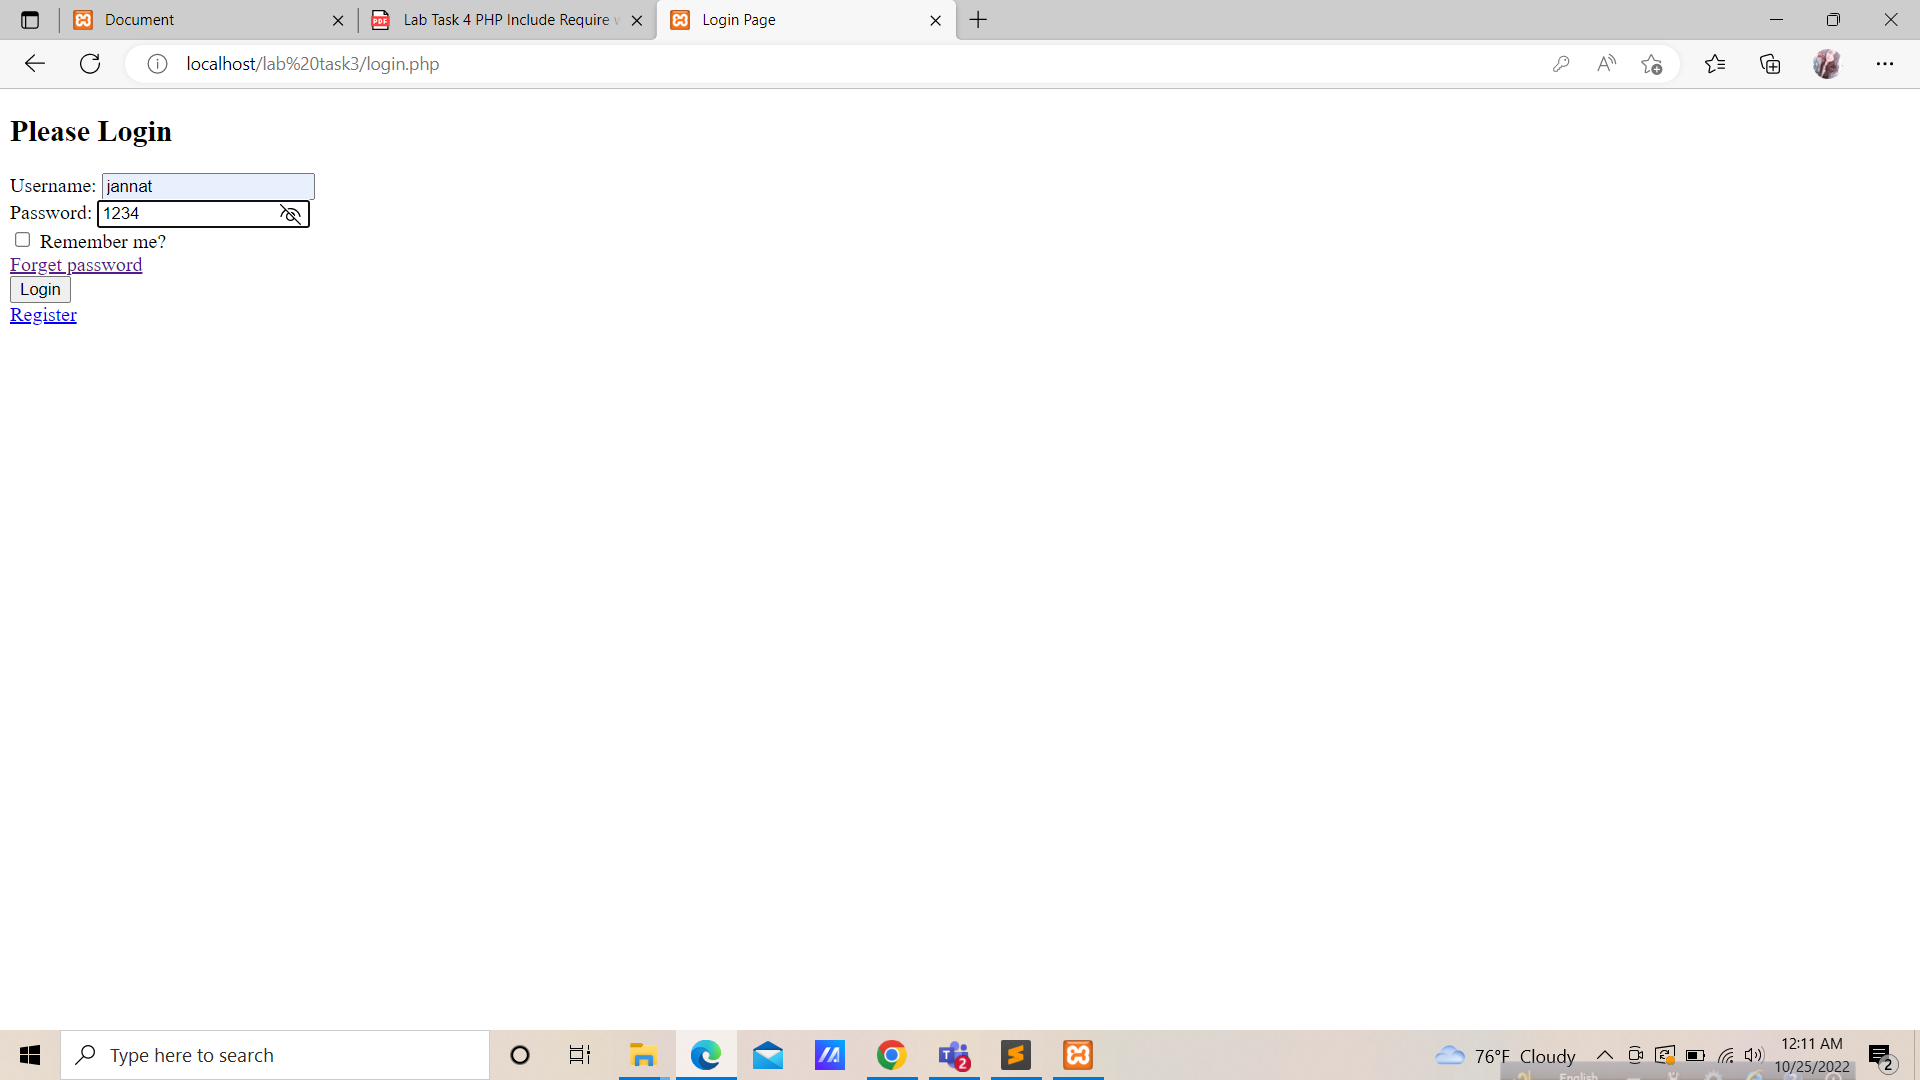 Document
Lab Task 4 PHP Include Require
Login Page
localhost/lab%20task3/login.php
Please Login
Username: jannat
Password: 1234
Remember me?
Forget password
Login
Register
Type here to search
2
76°F Cloudy
12:11 AM
10/25/2022
2
English